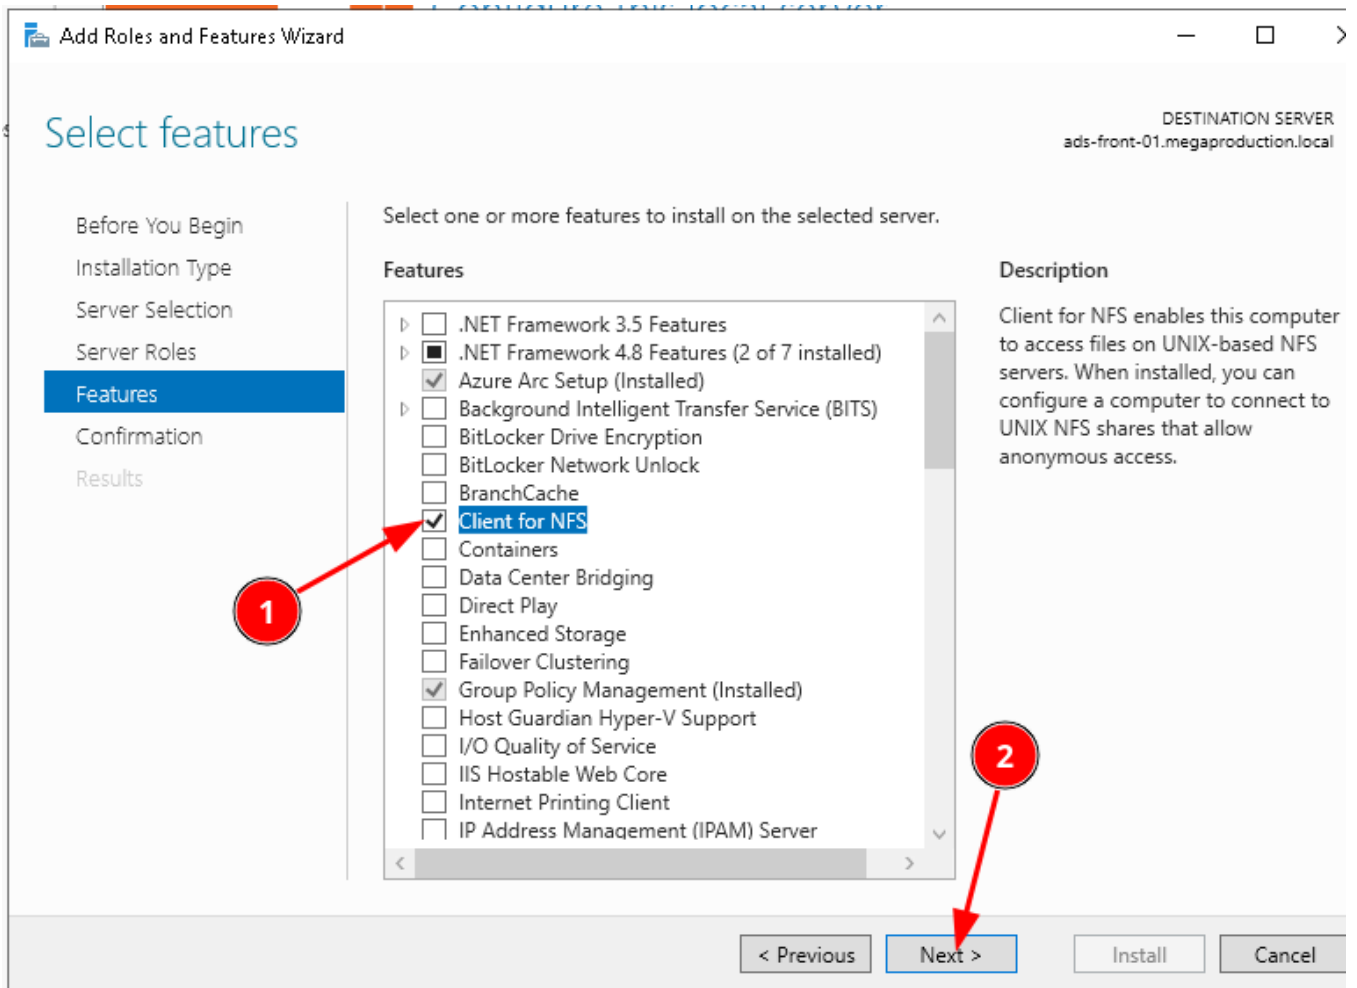 Configure this local server
Add Roles and Features Wizard
Select features
DESTINATION SERVER
ads-front-01.megaproduction.local
Before You Begin
Installation Type
Server Selection
Server Roles
Features
Confirmation
Results
Select one or more features to install on the selected server.
Features
.NET Framework 3.5 Features
.NET Framework 4.8 Features (2 of 7 installed)
Azure Arc Setup (Installed)
Background Intelligent Transfer Service (BITS)
BitLocker Drive Encryption
BitLocker Network Unlock
BranchCache
Client for NFS
Containers
Data Center Bridging
Direct Play
Enhanced Storage
Failover Clustering
Group Policy Management (Installed)
Host Guardian Hyper-V Support
I/O Quality of Service
IIS Hostable Web Core
Internet Printing Client
IP Address Management (IPAM) Server
Description
Client for NFS enables this computer
to access files on UNIX-based NFS
servers. When installed, you can
configure a computer to connect to
UNIX NFS shares that allow
anonymous access.
1
2
< Previous
Next >
Install
Cancel